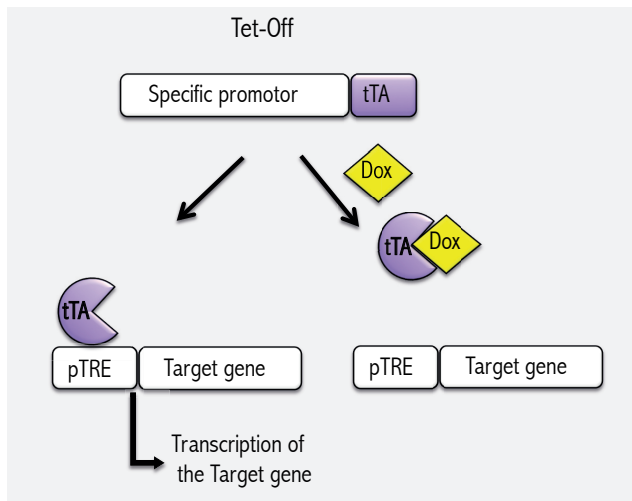 Tet-Off
Specific promotor
tTA
Dox
tTA
Dox
tTA
pTRE
Target gene
pTRE
Target gene
Transcription of
the Target gene